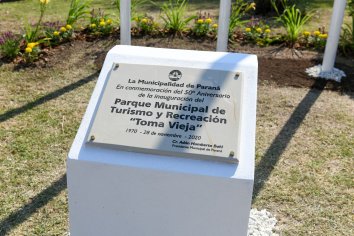 La Municipalidad de Paraná
En conmemoración del 50º Aniversario
de la inauguración del
Parque Municipal de
Turismo y Recreación
"Toma Vieja"
1970 - 28 de noviembre - 2020
Cr. Adán Humberto Bahl
Presidente Municipal de Paraná